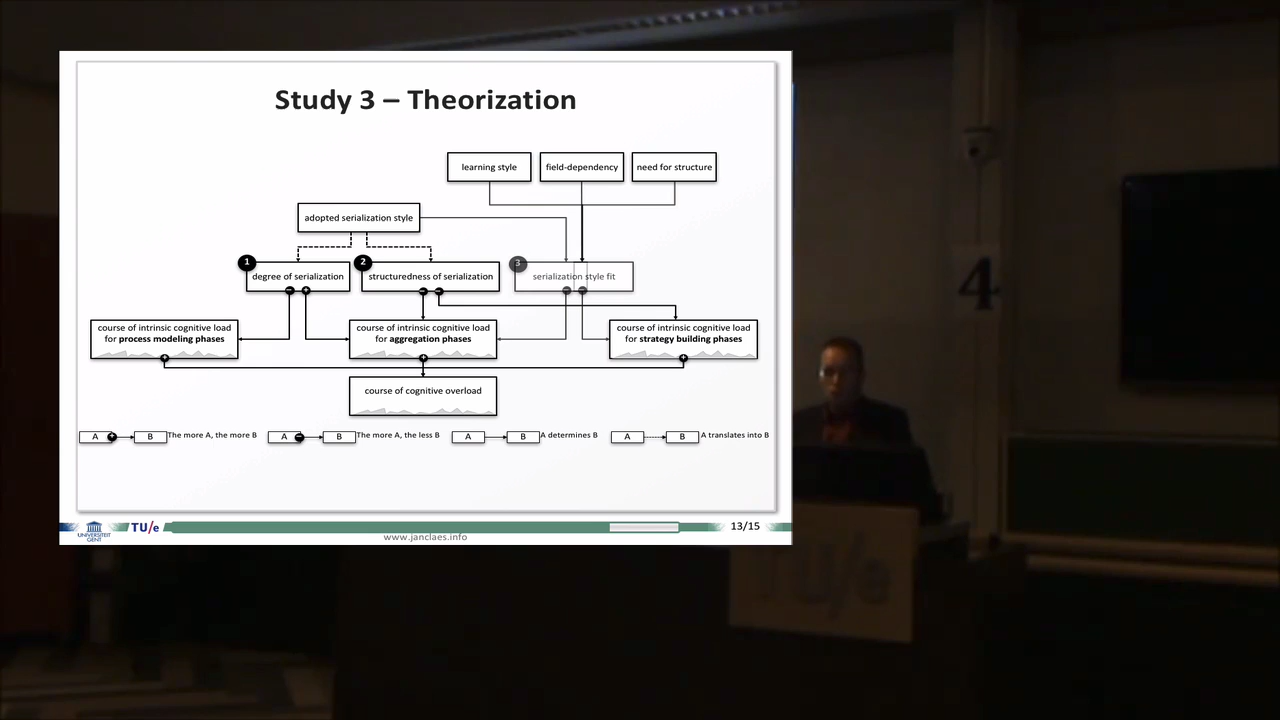 Study 3 – Theorization
learning style
field-dependency
need for structure
adopted serialization style
1
degree of serialization
2
structuredness of serialization
3
serialization style fit
course of intrinsic cognitive load
for process modeling phases
course of intrinsic cognitive load
for aggregation phases
course of intrinsic cognitive load
for strategy building phases
course of cognitive overload
A B The more A, the more B
A B The more A, the less B
A B A determines B
A B A translates into B
UNIVERSITEIT
GENT
TU/e
13/15
www.janclaes.info
4
TU/e